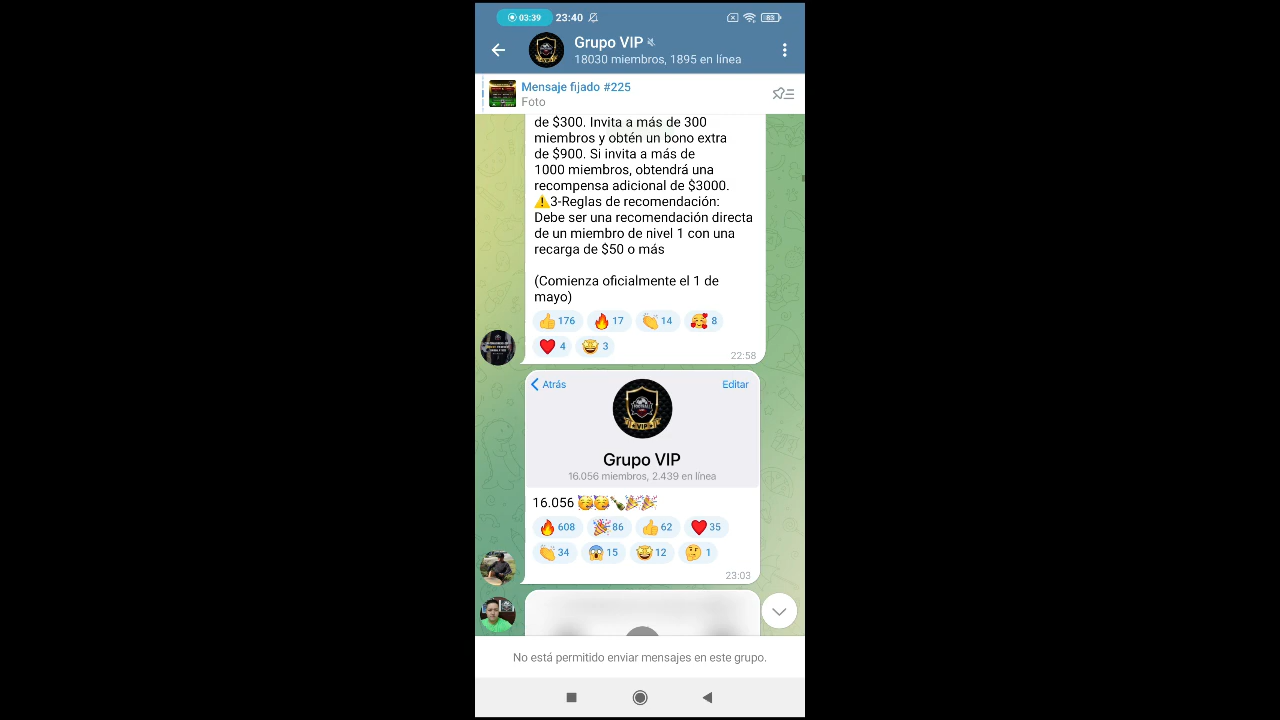 03:39 23:40 83
Grupo VIP
18030 miembros, 1895 en línea
Mensaje fijado #225
Foto
de $300. Invita a más de 300
miembros y obtén un bono extra
de $900. Si invita a más de
1000 miembros, obtendrá una
recompensa adicional de $3000.
⚠️3-Reglas de recomendación:
Debe ser una recomendación directa
de un miembro de nivel 1 con una
recarga de $50 o más
(Comienza oficialmente el 1 de
mayo)
👍 176 🔥 17 👏 14 🥰 8
❤️ 4 🤩 3
22:58
Atrás Editar
VIP
Grupo VIP
16.056 miembros, 2.439 en línea
16.056 🥳🥳🍾🎉🎉
🔥 608 🎉 86 👍 62 ❤️ 35
👏 34 😱 15 🤩 12 🤔 1
23:03
No está permitido enviar mensajes en este grupo.